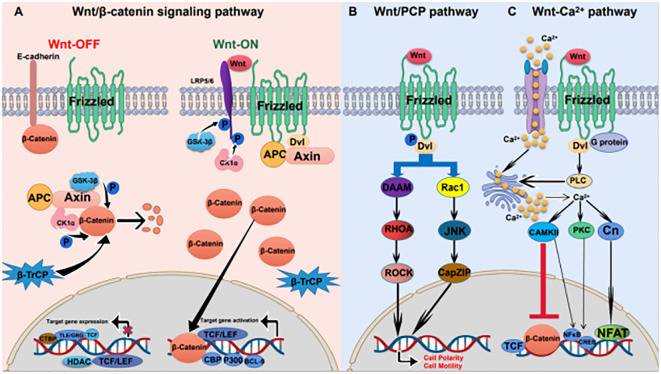 A
Wnt/β-catenin signaling pathway
Wnt-OFF
Wnt-ON
E-cadherin
Frizzled
β-Catenin
LRP5/6
Wnt
Frizzled
P
GSK-3β
P
CK1α
Dvl
APC
Axin
GSK-3β
P
APC
Axin
CK1α
β-Catenin
P
β-TrCP
β-Catenin
β-Catenin
β-Catenin
β-Catenin
β-TrCP
Target gene expression
CTBP
TLE/GRG
TCF
HDAC
TCF/LEF
Target gene activation
TCF/LEF
β-Catenin
CBP
P300
BCL-9
B
Wnt/PCP pathway
Wnt
Frizzled
P
Dvl
DAAM
Rac1
RHOA
JNK
ROCK
CapZIP
Cell Polarity
Cell Motility
C
Wnt-Ca²⁺ pathway
Ca²⁺
Wnt
Frizzled
Ca²⁺
Dvl
G protein
PLC
Ca²⁺
Ca²⁺
CAMKII
PKC
Cn
β-Catenin
TCF
NFκB
CREB
NFAT